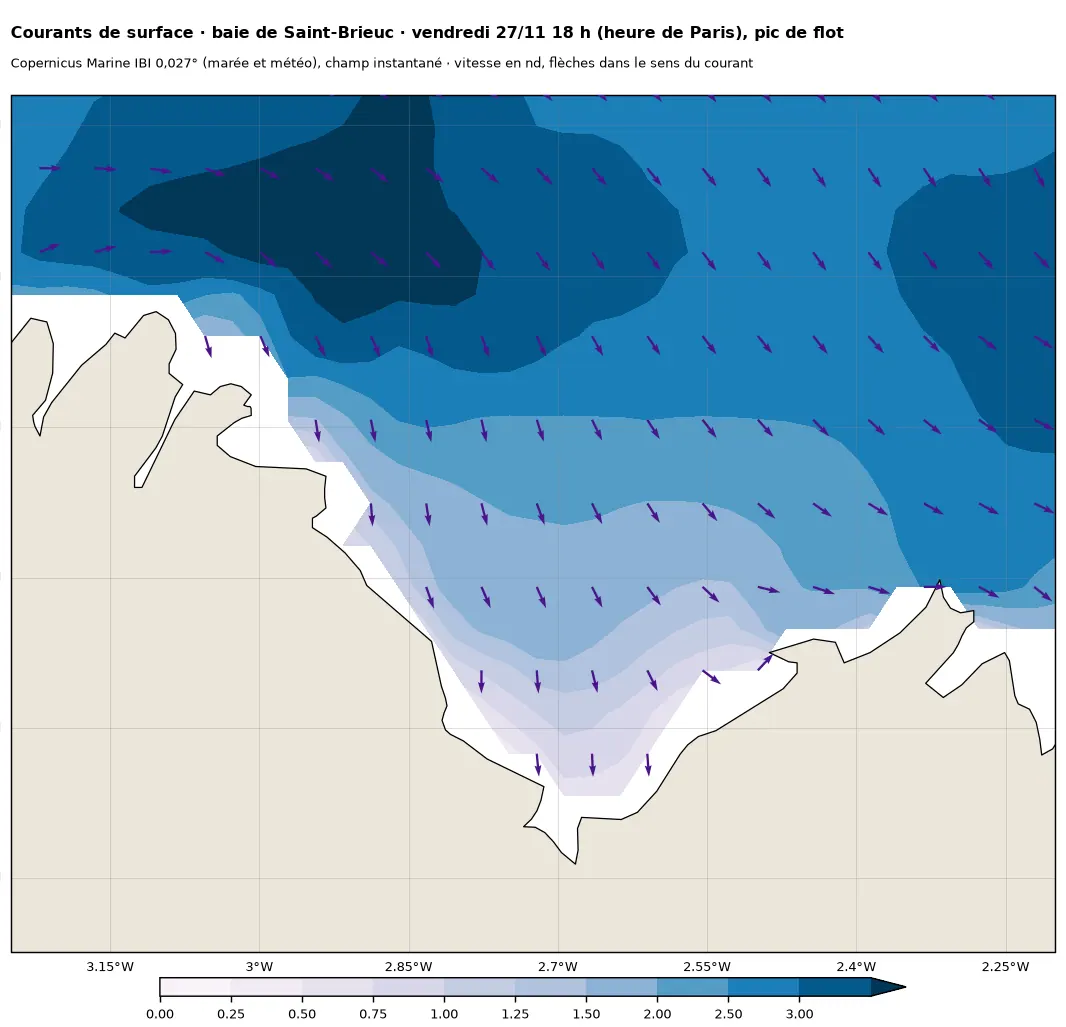 Courants de surface · baie de Saint-Brieuc · vendredi 27/11 18 h (heure de Paris), pic de flot
Copernicus Marine IBI 0,027° (marée et météo), champ instantané · vitesse en nd, flèches dans le sens du courant
3.15°W 3°W 2.85°W 2.7°W 2.55°W 2.4°W 2.25°W
0.00 0.25 0.50 0.75 1.00 1.25 1.50 2.00 2.50 3.00